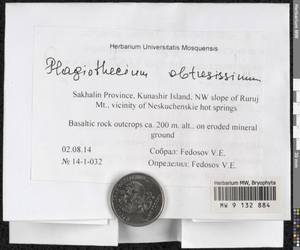 Herbarium Universitatis Mosquensis
Plagiothecium obtusissimum
Sakhalin Province, Kunashir Island, NW slope of Ruruj
Mt., vicinity of Neskuchenskie hot springs
Basaltic rock outcrops ca. 200 m. alt., on eroded mineral
ground
02.08.14 Собрал: Fedosov V.E.
№ 14-1-032 Определил: Fedosov V.E.
Herbarium MW, Bryophyta
MW 9 132 884